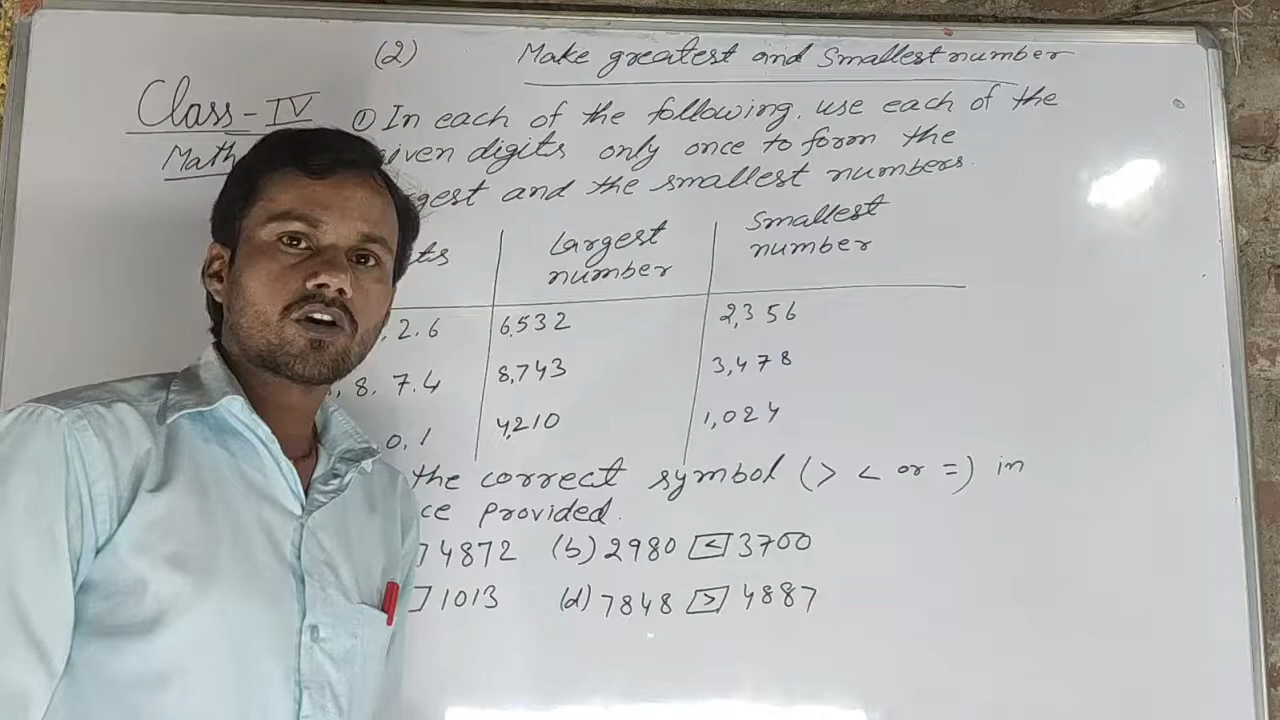 (2) Make greatest and Smallest number
Class-IV
Math
① In each of the following, use each of the
given digits only once to form the
gest and the smallest numbers.
ts Largest number Smallest number
, 2. 6 6,532 2,356
, 8. 7. 4 8,743 3,478
, 0, 1 4,210 1,024
the correct symbol (> < or =) in
ce provided.
] 4872 (b) 2980 [<] 3700
] 1013 (d) 7848 [>] 4887